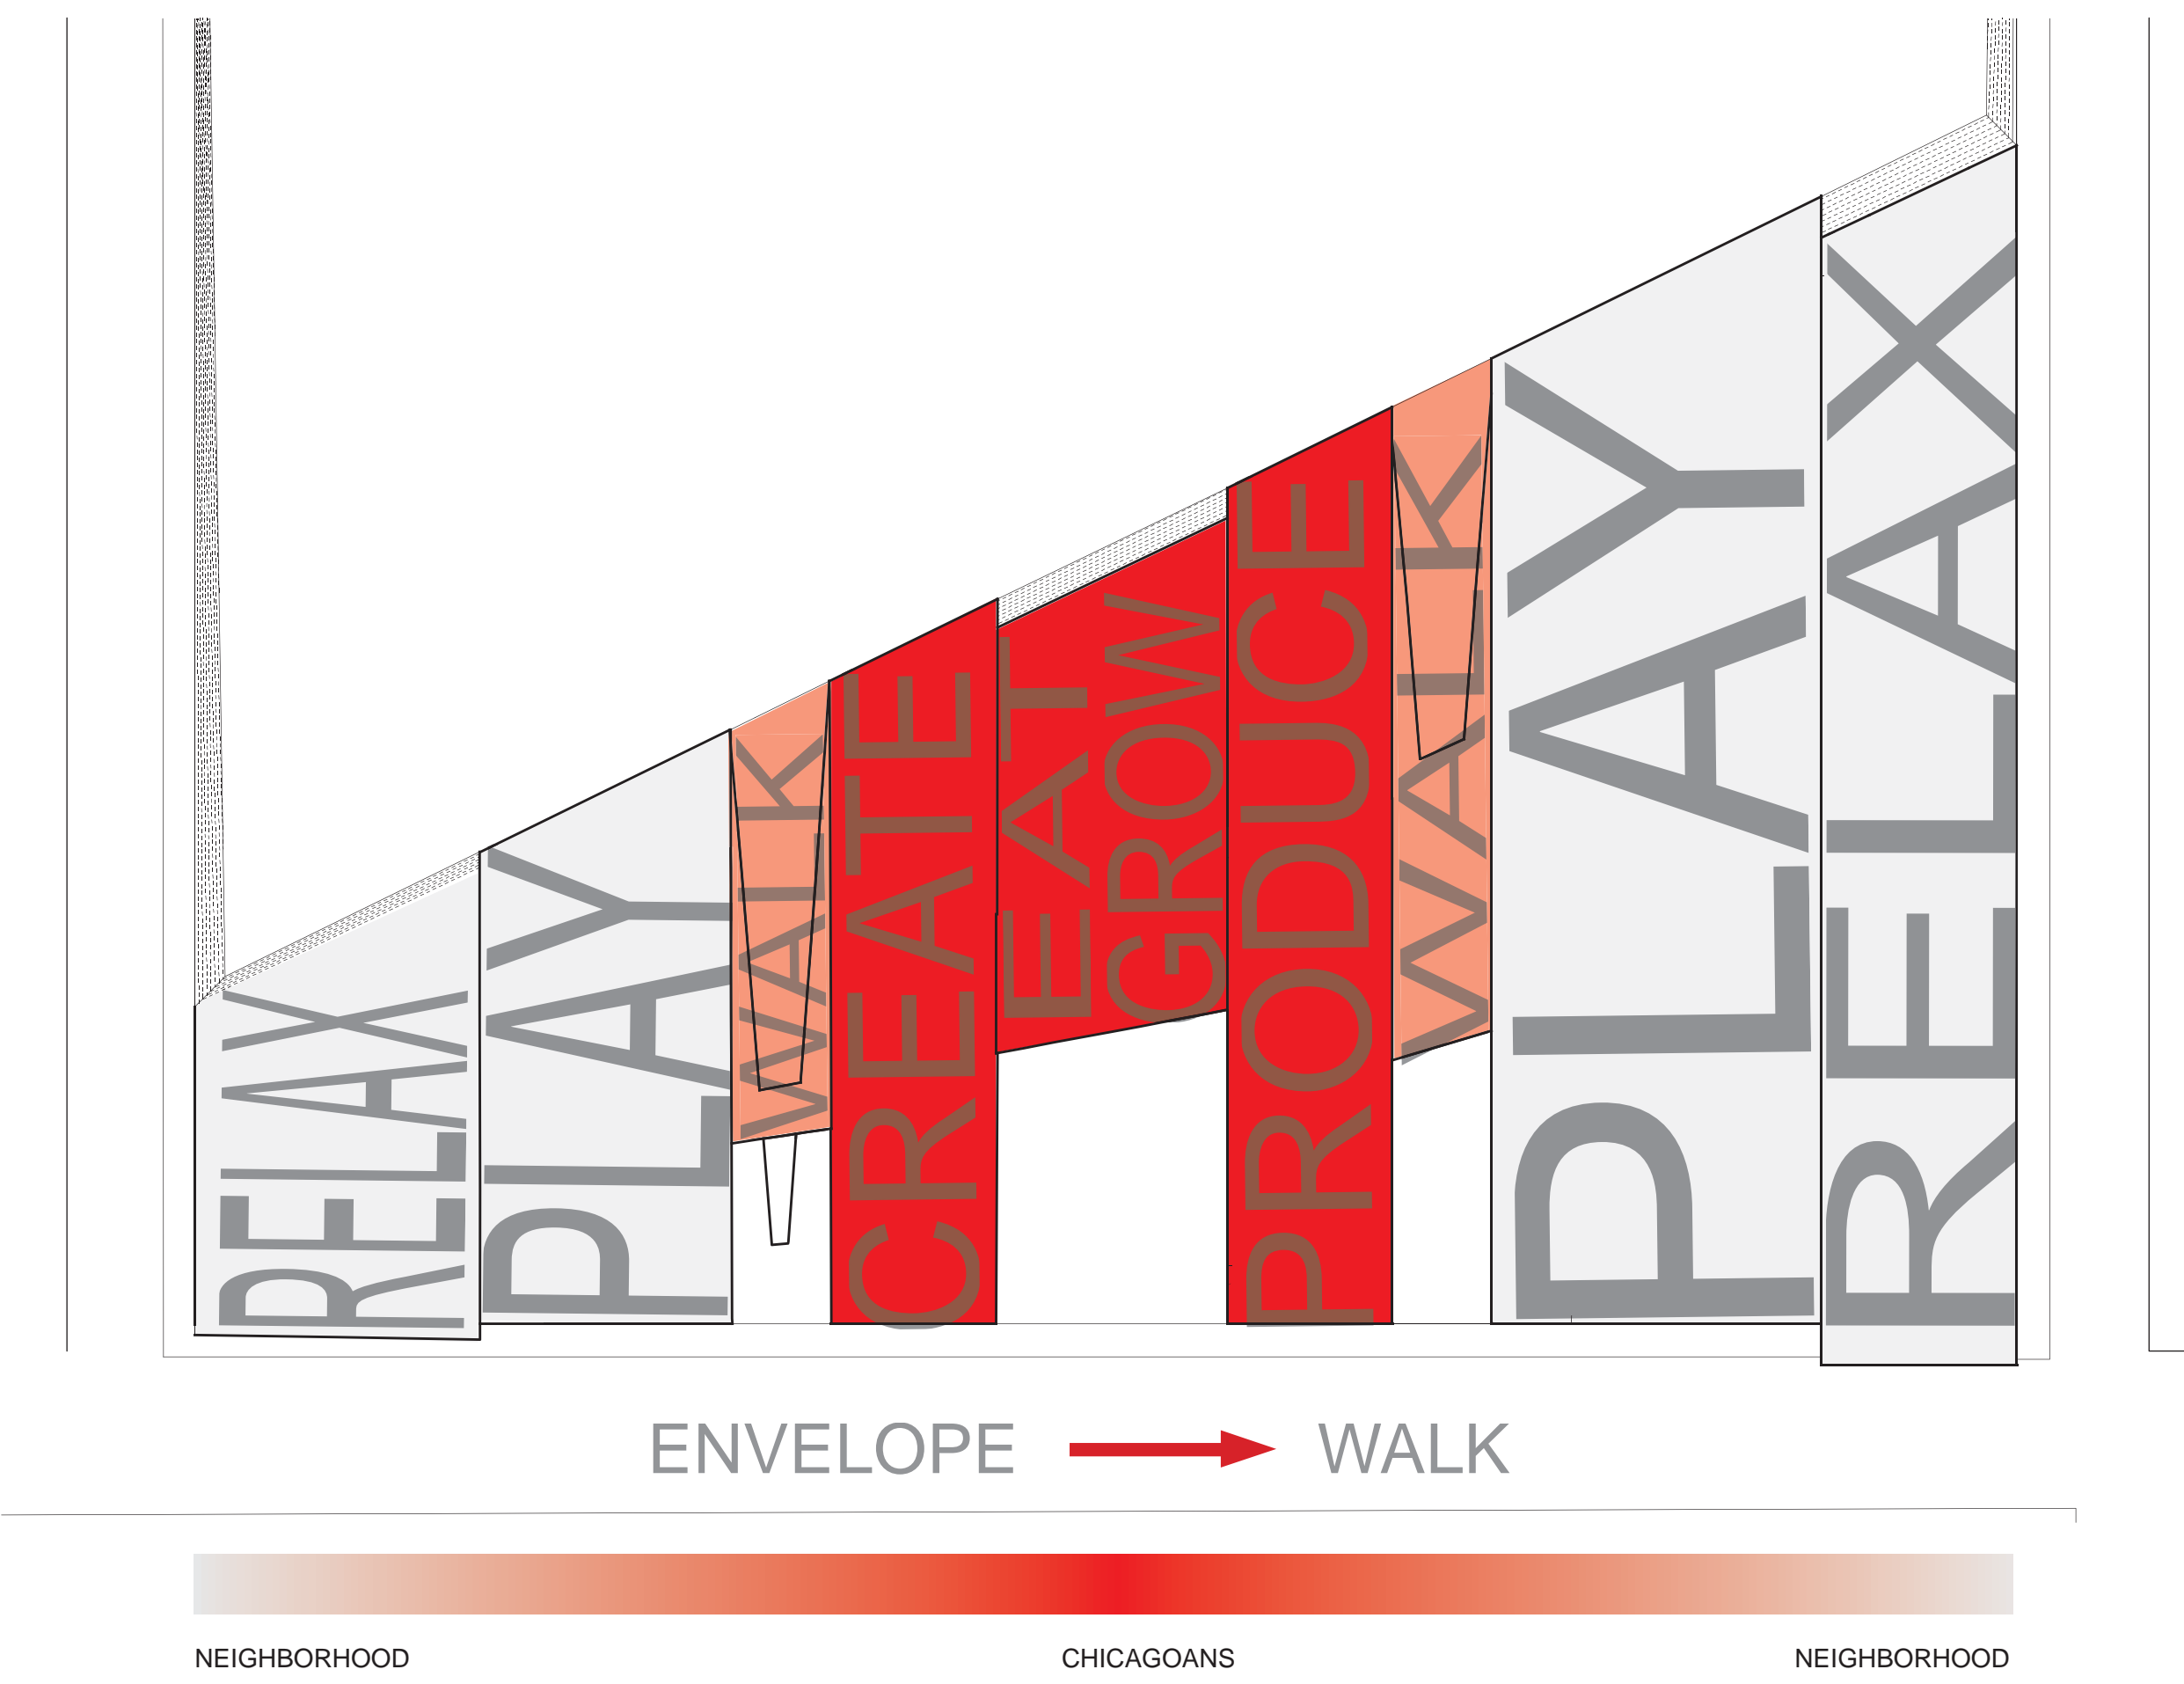 RELAX
PLAY
WALK
CREATE
EAT
GROW
PRODUCE
WALK
PLAY
RELAX
ENVELOPE WALK
NEIGHBORHOOD CHICAGOANS NEIGHBORHOOD